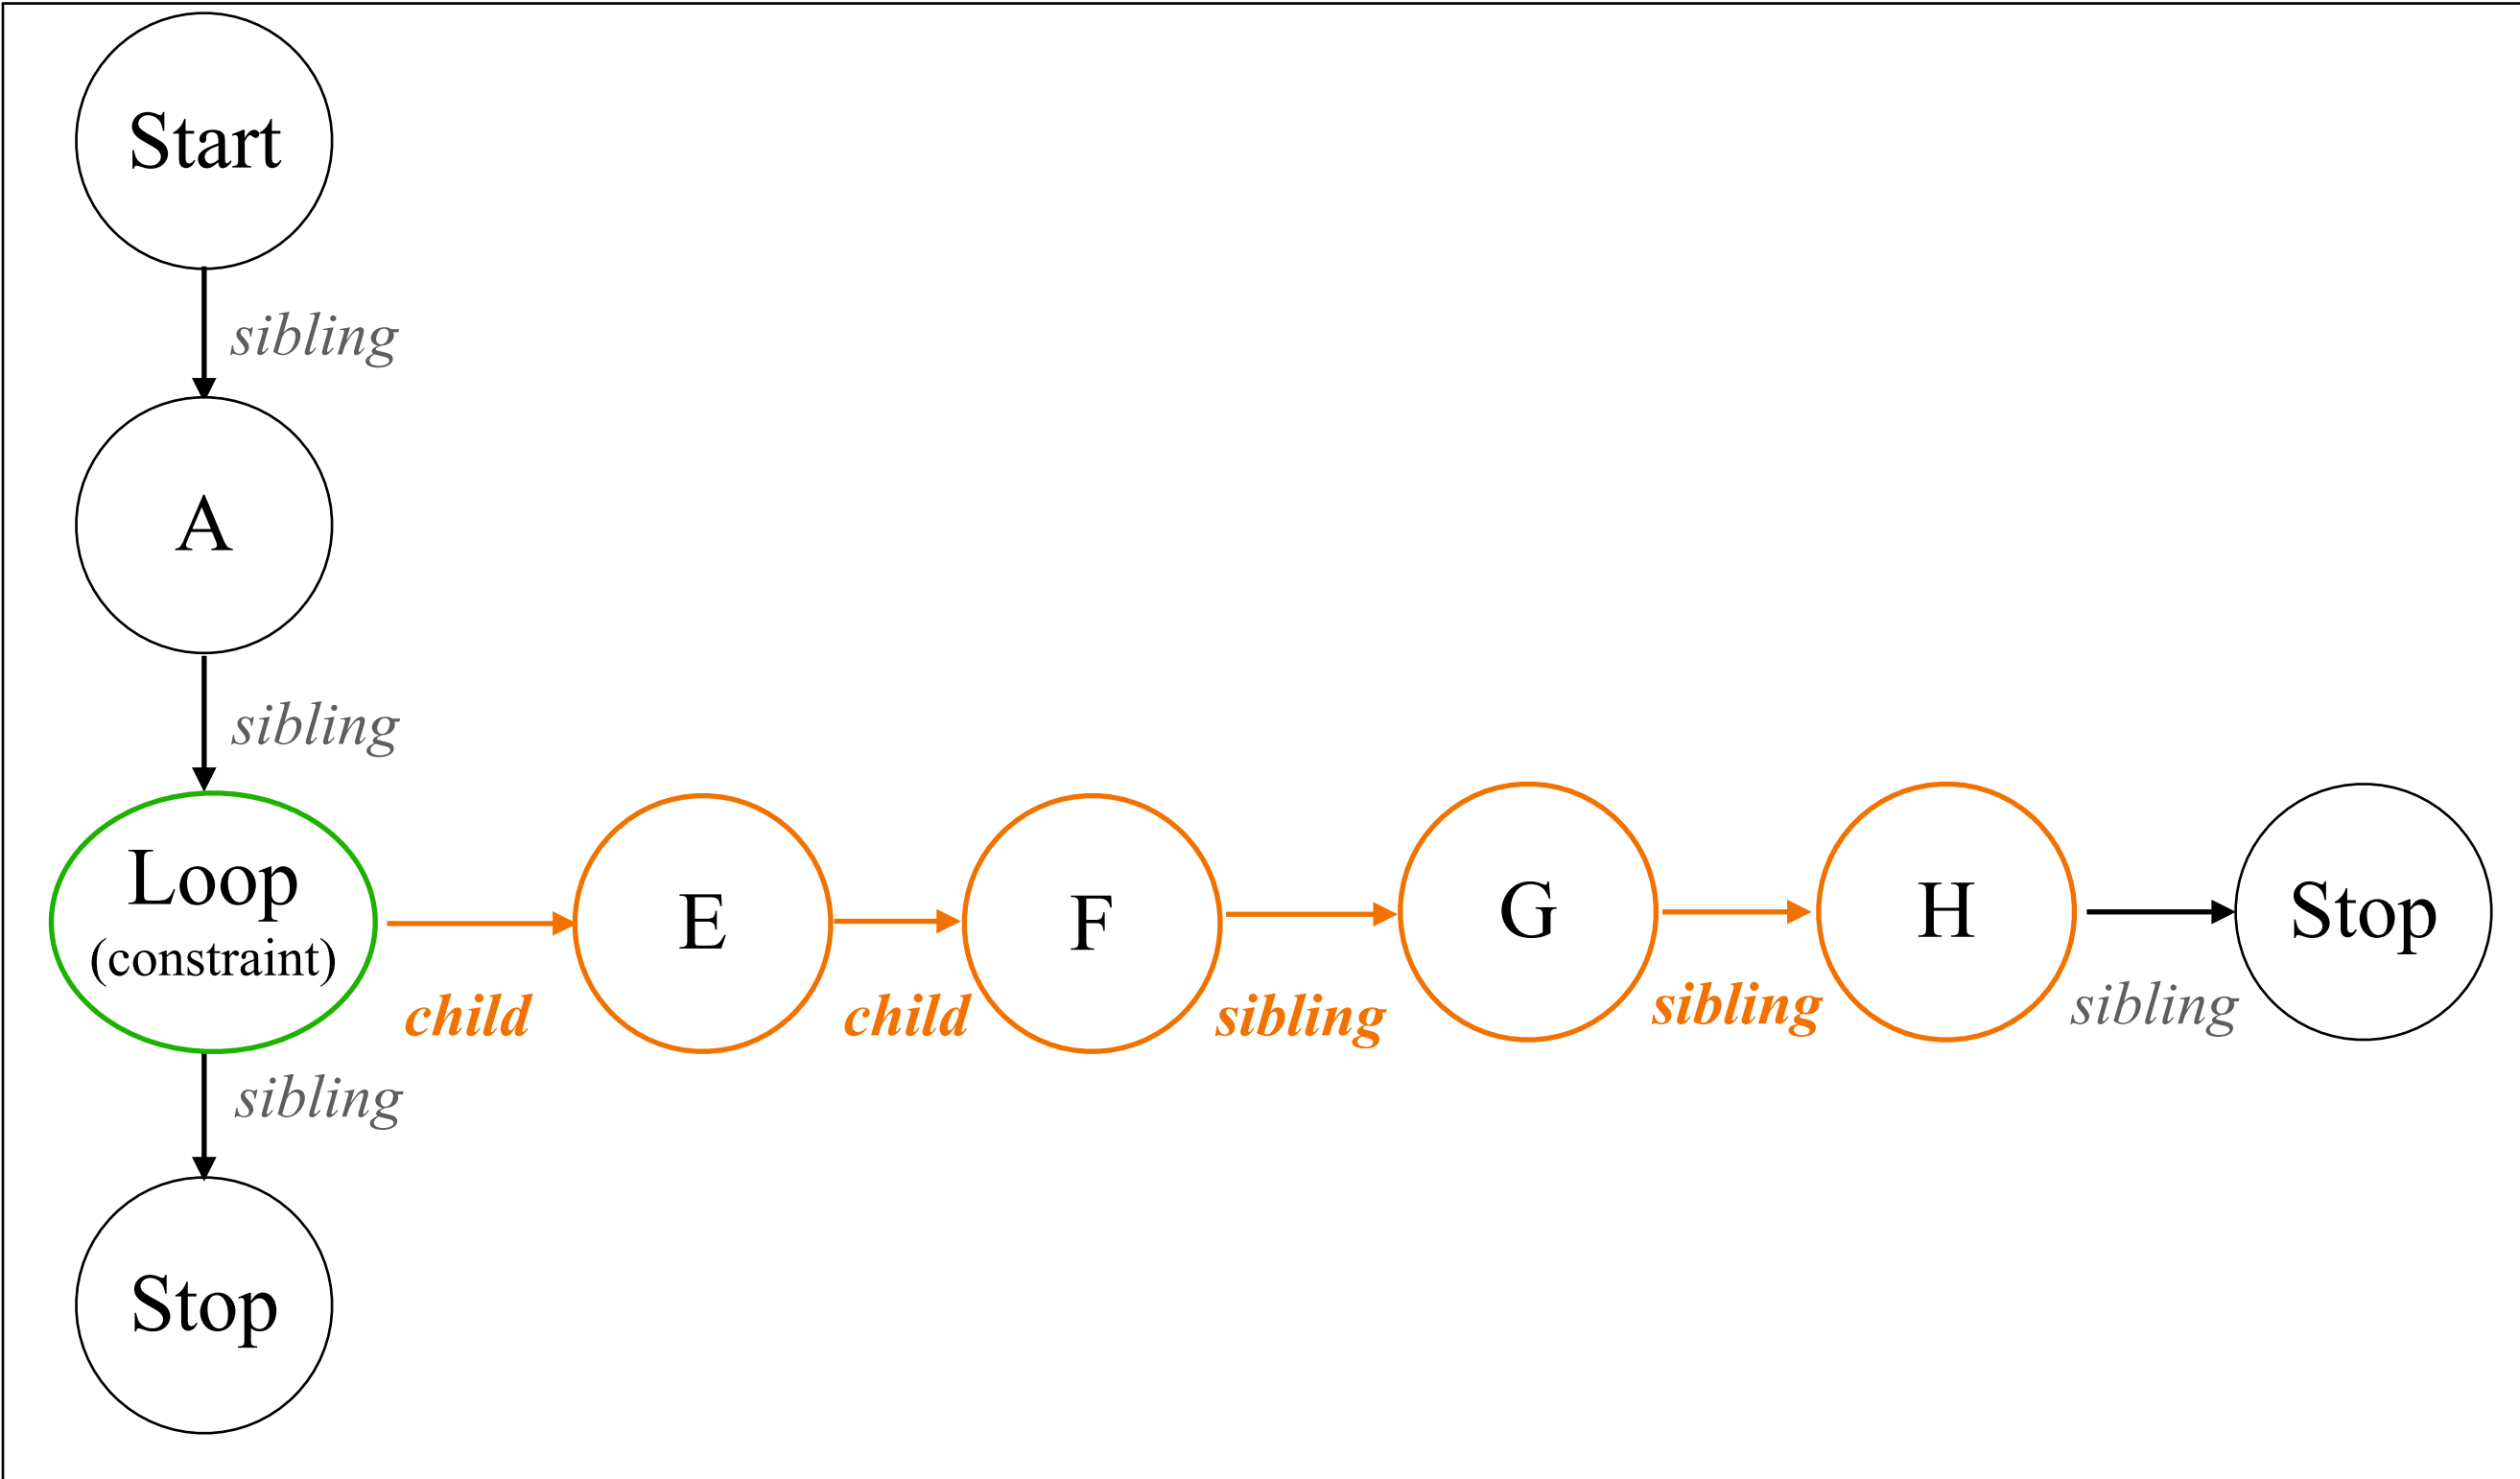 Start
sibling
A
sibling
Loop
(constraint)
child
E
child
F
sibling
G
sibling
H
sibling
Stop
sibling
Stop